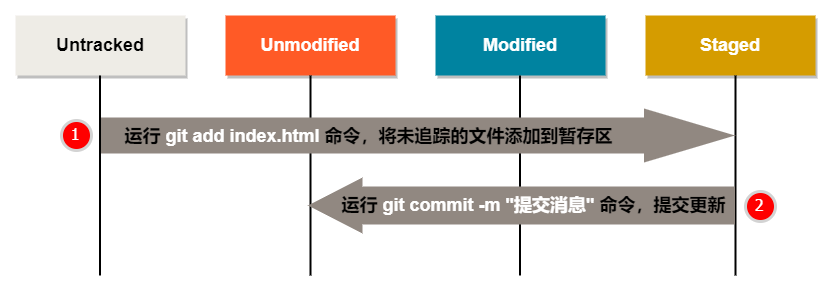 Untracked
Unmodified
Modified
Staged
1
运行 git add index.html 命令，将未追踪的文件添加到暂存区
运行 git commit -m "提交消息" 命令，提交更新
2